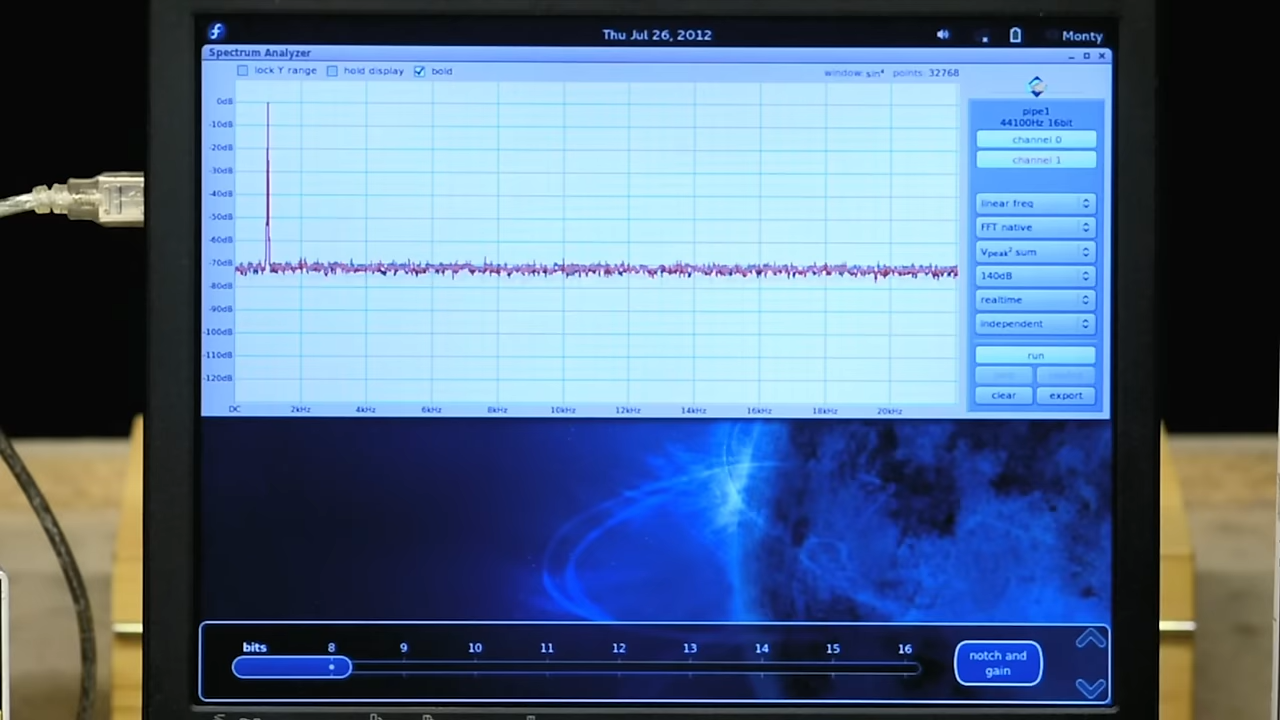 Thu Jul 26, 2012
Monty
Spectrum Analyzer
lock Y range
hold display
bold
window: sin⁴ points: 32768
0dB
-10dB
-20dB
-30dB
-40dB
-50dB
-60dB
-70dB
-80dB
-90dB
-100dB
-110dB
-120dB
DC 2kHz 4kHz 6kHz 8kHz 10kHz 12kHz 14kHz 16kHz 18kHz 20kHz
pipe1
44100Hz 16bit
channel 0
channel 1
linear freq
FFT native
Vpeak² sum
140dB
realtime
independent
run
clear export
bits 8 9 10 11 12 13 14 15 16
notch and
gain